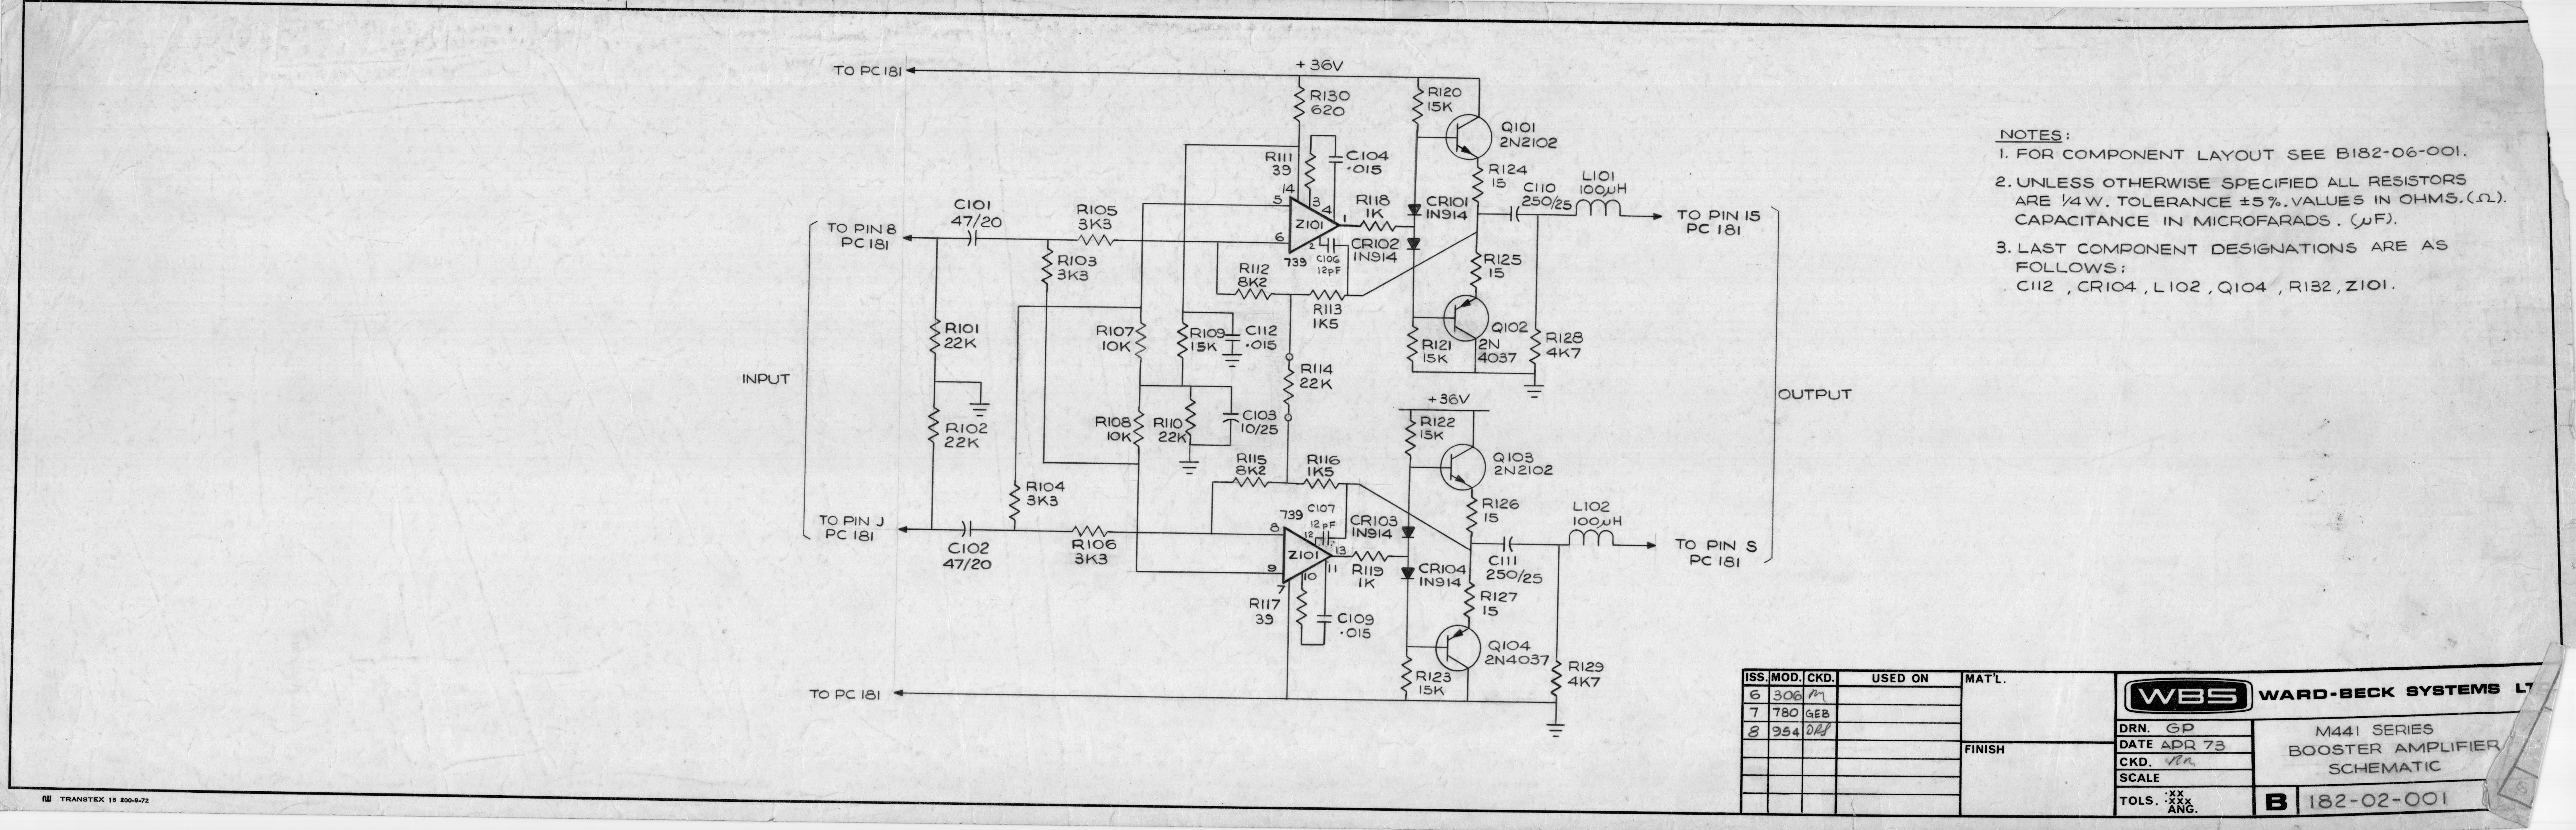 TO PC 181
+ 36V
R130
620
R120
15K
Q101
2N2102
R111
39
C104
.015
R124
15
C110
250/25
L101
100µH
14
5
3
4
1
Z101
6
2
739
C106
12pF
R118
1K
CR101
1N914
CR102
1N914
TO PIN 15
PC 181
TO PIN 8
PC 181
C101
47/20
R105
3K3
R103
3K3
R112
8K2
R113
1K5
R125
15
Q102
2N
4037
R101
22K
R107
10K
R109
15K
C112
.015
R121
15K
R128
4K7
INPUT
R114
22K
OUTPUT
+36V
R102
22K
R108
10K
R110
22K
C103
10/25
R122
15K
Q103
2N2102
R115
8K2
R116
1K5
R104
3K3
R126
15
L102
100µH
TO PIN J
PC 181
C102
47/20
R106
3K3
739
C107
12pF
8
12
13
Z101
9
10
11
7
CR103
1N914
R119
1K
CR104
1N914
C111
250/25
TO PIN S
PC 181
R127
15
R117
39
C109
.015
Q104
2N4037
R123
15K
R129
4K7
TO PC 181
NOTES:
1. FOR COMPONENT LAYOUT SEE B182-06-001.
2. UNLESS OTHERWISE SPECIFIED ALL RESISTORS
ARE 1/4 W. TOLERANCE ±5%. VALUES IN OHMS. (Ω).
CAPACITANCE IN MICROFARADS. (µF).
3. LAST COMPONENT DESIGNATIONS ARE AS
FOLLOWS:
C112 , CR104 , L102 , Q104 , R132 , Z101.
ISS. MOD. CKD. USED ON
6 306
7 780 GEB
8 954
MAT'L.
FINISH
WBS WARD-BECK SYSTEMS
DRN. GP
DATE APR 73
CKD.
SCALE
TOLS. .XX
.XXX
ANG.
M441 SERIES
BOOSTER AMPLIFIER
SCHEMATIC
B 182-02-001
TRANSTEX 15 200-9-72